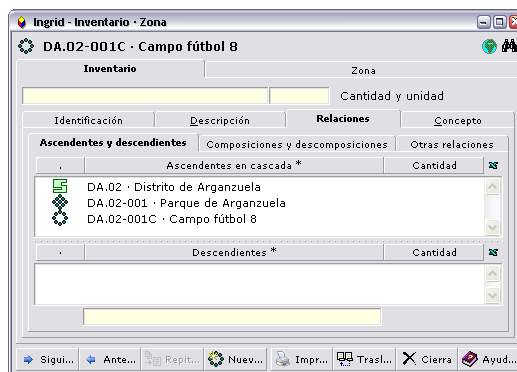 Ingrid - Inventario · Zona
DA.02-001C · Campo fútbol 8
Inventario Zona
Cantidad y unidad
Identificación Descripción Relaciones Concepto
Ascendentes y descendientes Composiciones y descomposiciones Otras relaciones
. Ascendentes en cascada * Cantidad
DA.02 · Distrito de Arganzuela
DA.02-001 · Parque de Arganzuela
DA.02-001C · Campo fútbol 8
. Descendientes * Cantidad
Sigui... Ante... Repit... Nuev... Impr... Trasl... Cierra Ayud...